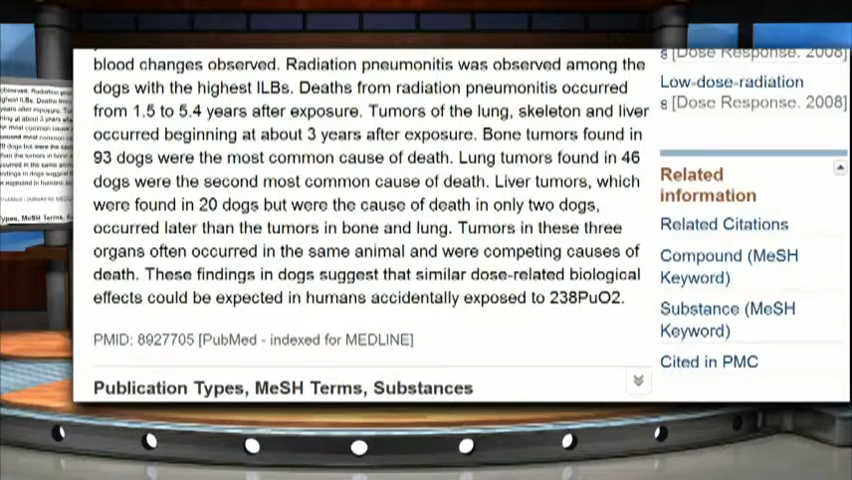 blood changes observed. Radiation pneumonitis was observed among the
dogs with the highest ILBs. Deaths from radiation pneumonitis occurred
from 1.5 to 5.4 years after exposure. Tumors of the lung, skeleton and liver
occurred beginning at about 3 years after exposure. Bone tumors found in
93 dogs were the most common cause of death. Lung tumors found in 46
dogs were the second most common cause of death. Liver tumors, which
were found in 20 dogs but were the cause of death in only two dogs,
occurred later than the tumors in bone and lung. Tumors in these three
organs often occurred in the same animal and were competing causes of
death. These findings in dogs suggest that similar dose-related biological
effects could be expected in humans accidentally exposed to 238PuO2.
PMID: 8927705 [PubMed - indexed for MEDLINE]
Publication Types, MeSH Terms, Substances
[Dose Response. 2008]
Low-dose-radiation
[Dose Response. 2008]
Related
information
Related Citations
Compound (MeSH
Keyword)
Substance (MeSH
Keyword)
Cited in PMC